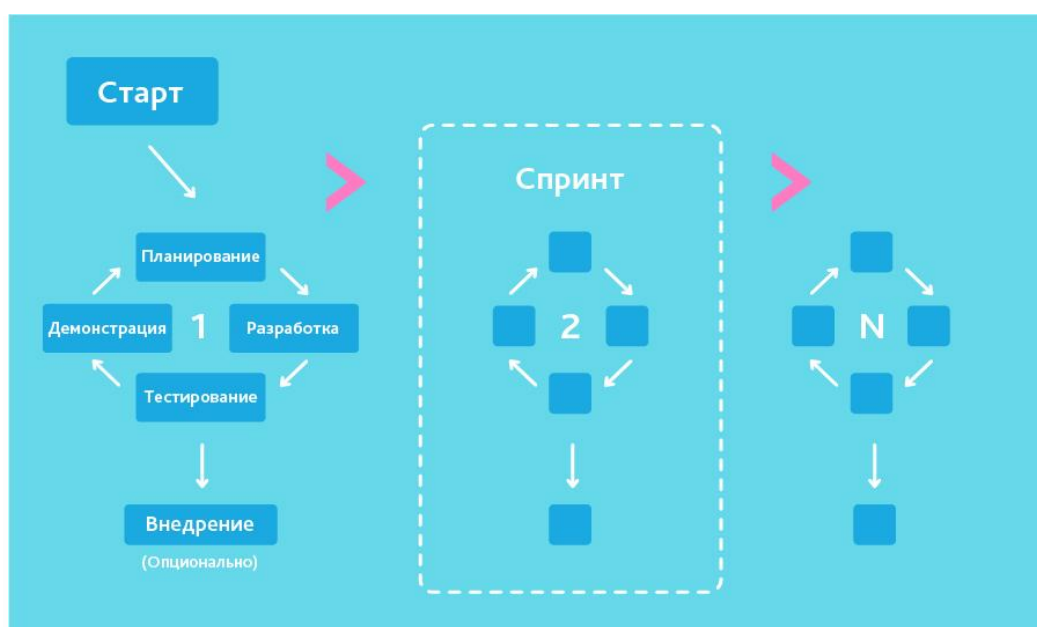 Старт
Спринт
Планирование
Демонстрация
1
Разработка
Тестирование
2
N
Внедрение
(Опционально)